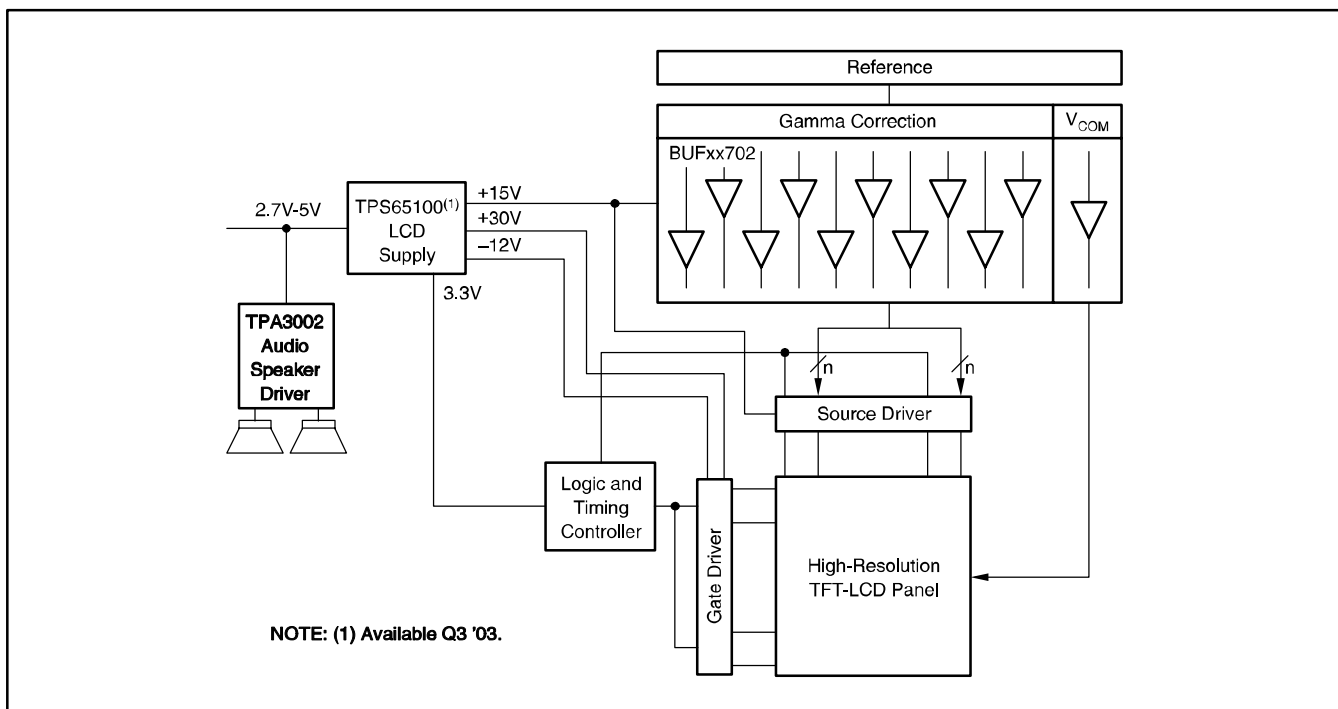 Reference
Gamma Correction
VCOM
BUFxx702
2.7V-5V
TPS65100(1)
LCD
Supply
+15V
+30V
–12V
3.3V
TPA3002
Audio
Speaker
Driver
n
n
Source Driver
Logic and
Timing
Controller
Gate Driver
High-Resolution
TFT-LCD Panel
NOTE: (1) Available Q3 '03.